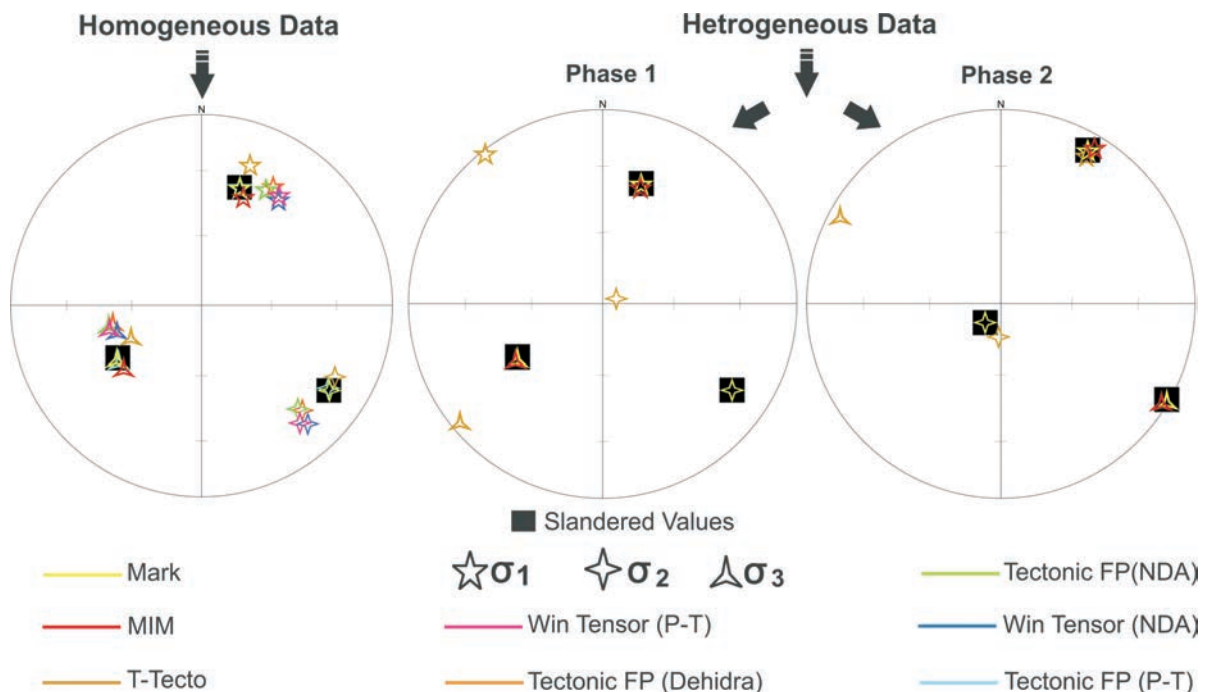 Homogeneous Data
Hetrogeneous Data
Phase 1
Phase 2
N
N
N
Slandered Values
Mark
σ1
σ2
σ3
Tectonic FP(NDA)
MIM
Win Tensor (P-T)
Win Tensor (NDA)
T-Tecto
Tectonic FP (Dehidra)
Tectonic FP (P-T)